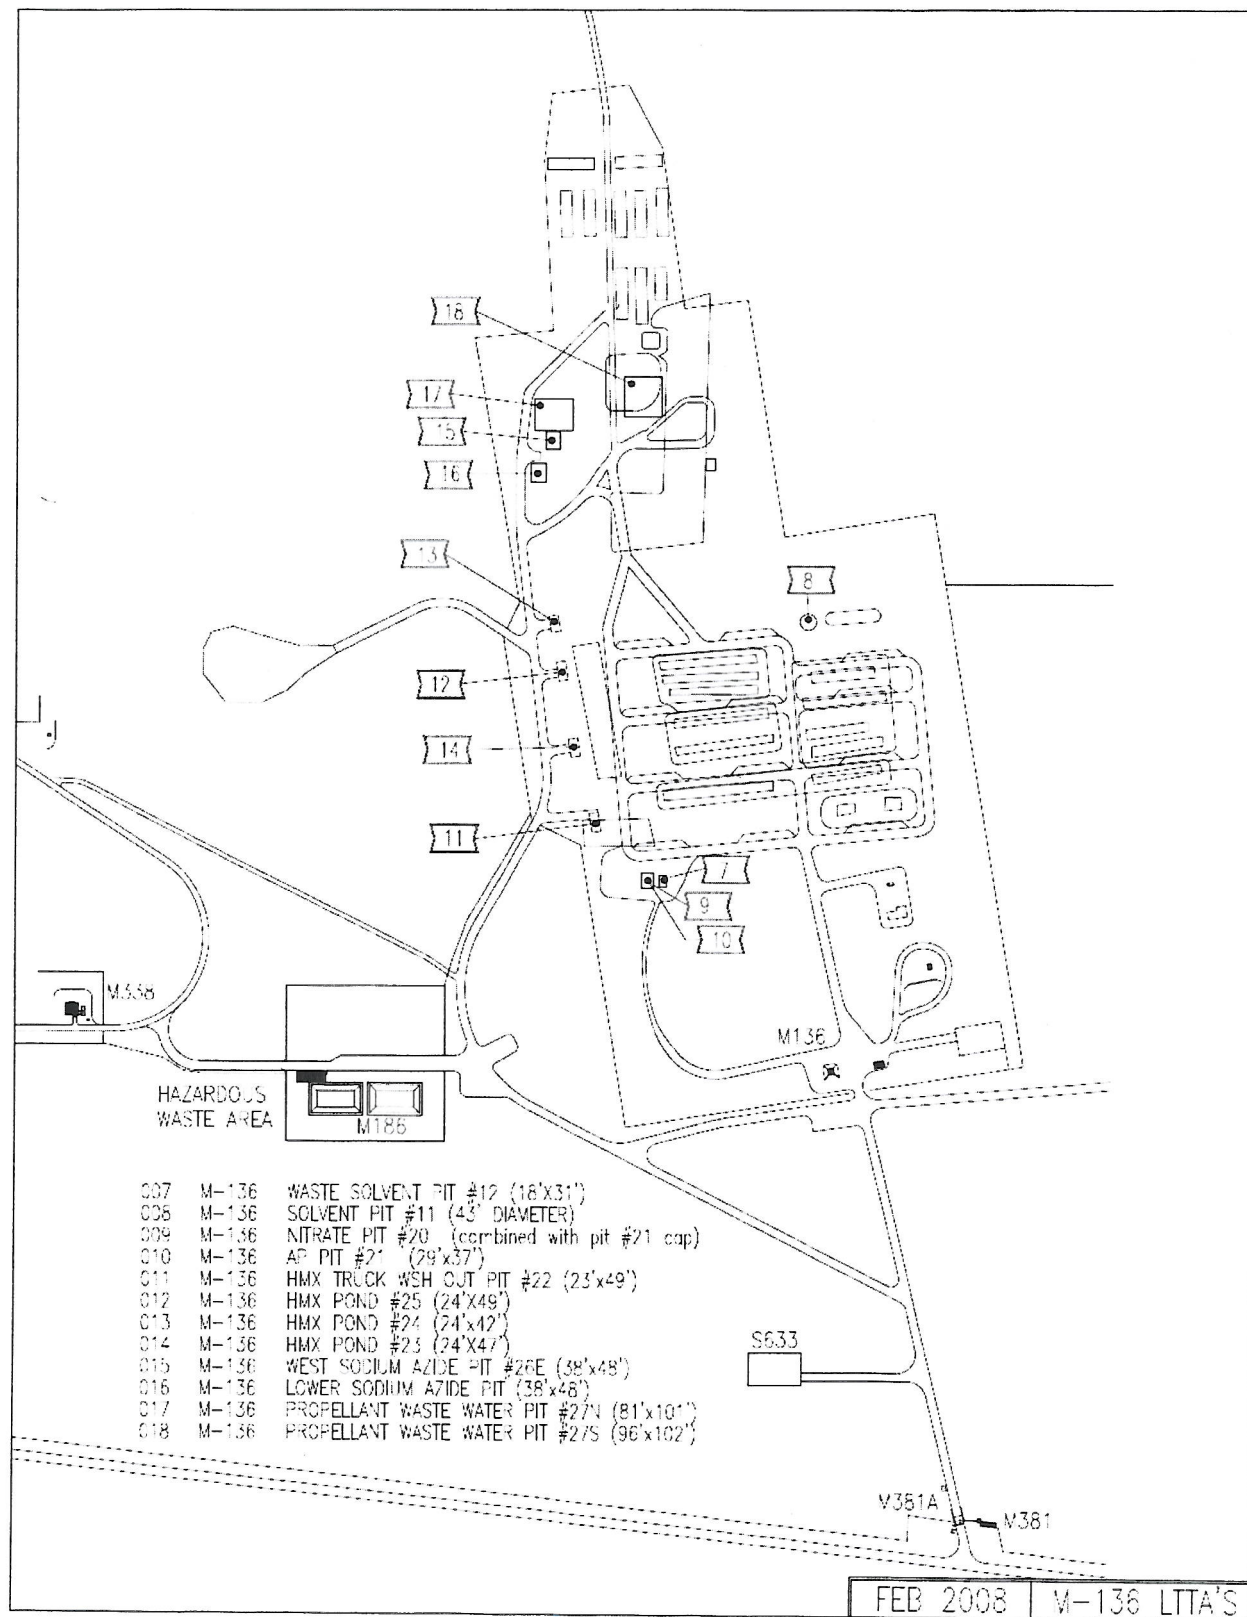 18
17
15
16
13
8
12
14
11
7
9
10
M338
M136
HAZARDOUS
WASTE AREA
M186
007 M-136 WASTE SOLVENT PIT #12 (18'X31')
008 M-136 SOLVENT PIT #11 (43' DIAMETER)
009 M-136 NITRATE PIT #20 (combined with pit #21 cap)
010 M-136 AP PIT #21 (29'x37')
011 M-136 HMX TRUCK WSH OUT PIT #22 (23'x49')
012 M-136 HMX POND #25 (24'X49')
013 M-136 HMX POND #24 (24'x42')
014 M-136 HMX POND #23 (24'X47')
015 M-136 WEST SODIUM AZIDE PIT #26E (38'x48')
016 M-136 LOWER SODIUM AZIDE PIT (38'x48')
017 M-136 PROPELLANT WASTE WATER PIT #27N (81'x101')
018 M-136 PROPELLANT WASTE WATER PIT #27S (96'x102')
S633
M381A
M381
FEB 2008 M-136 LTTA'S